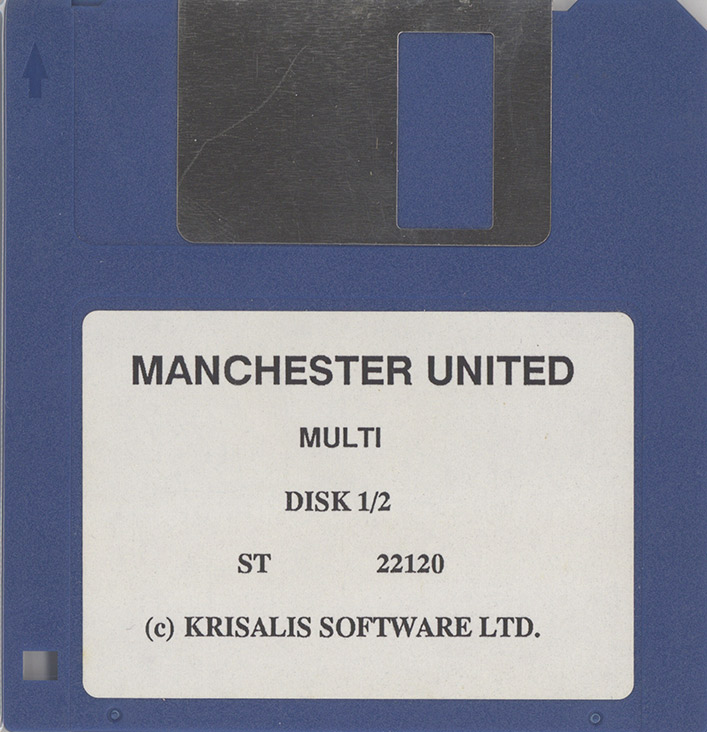 MANCHESTER UNITED
MULTI
DISK 1/2
ST 22120
(c) KRISALIS SOFTWARE LTD.